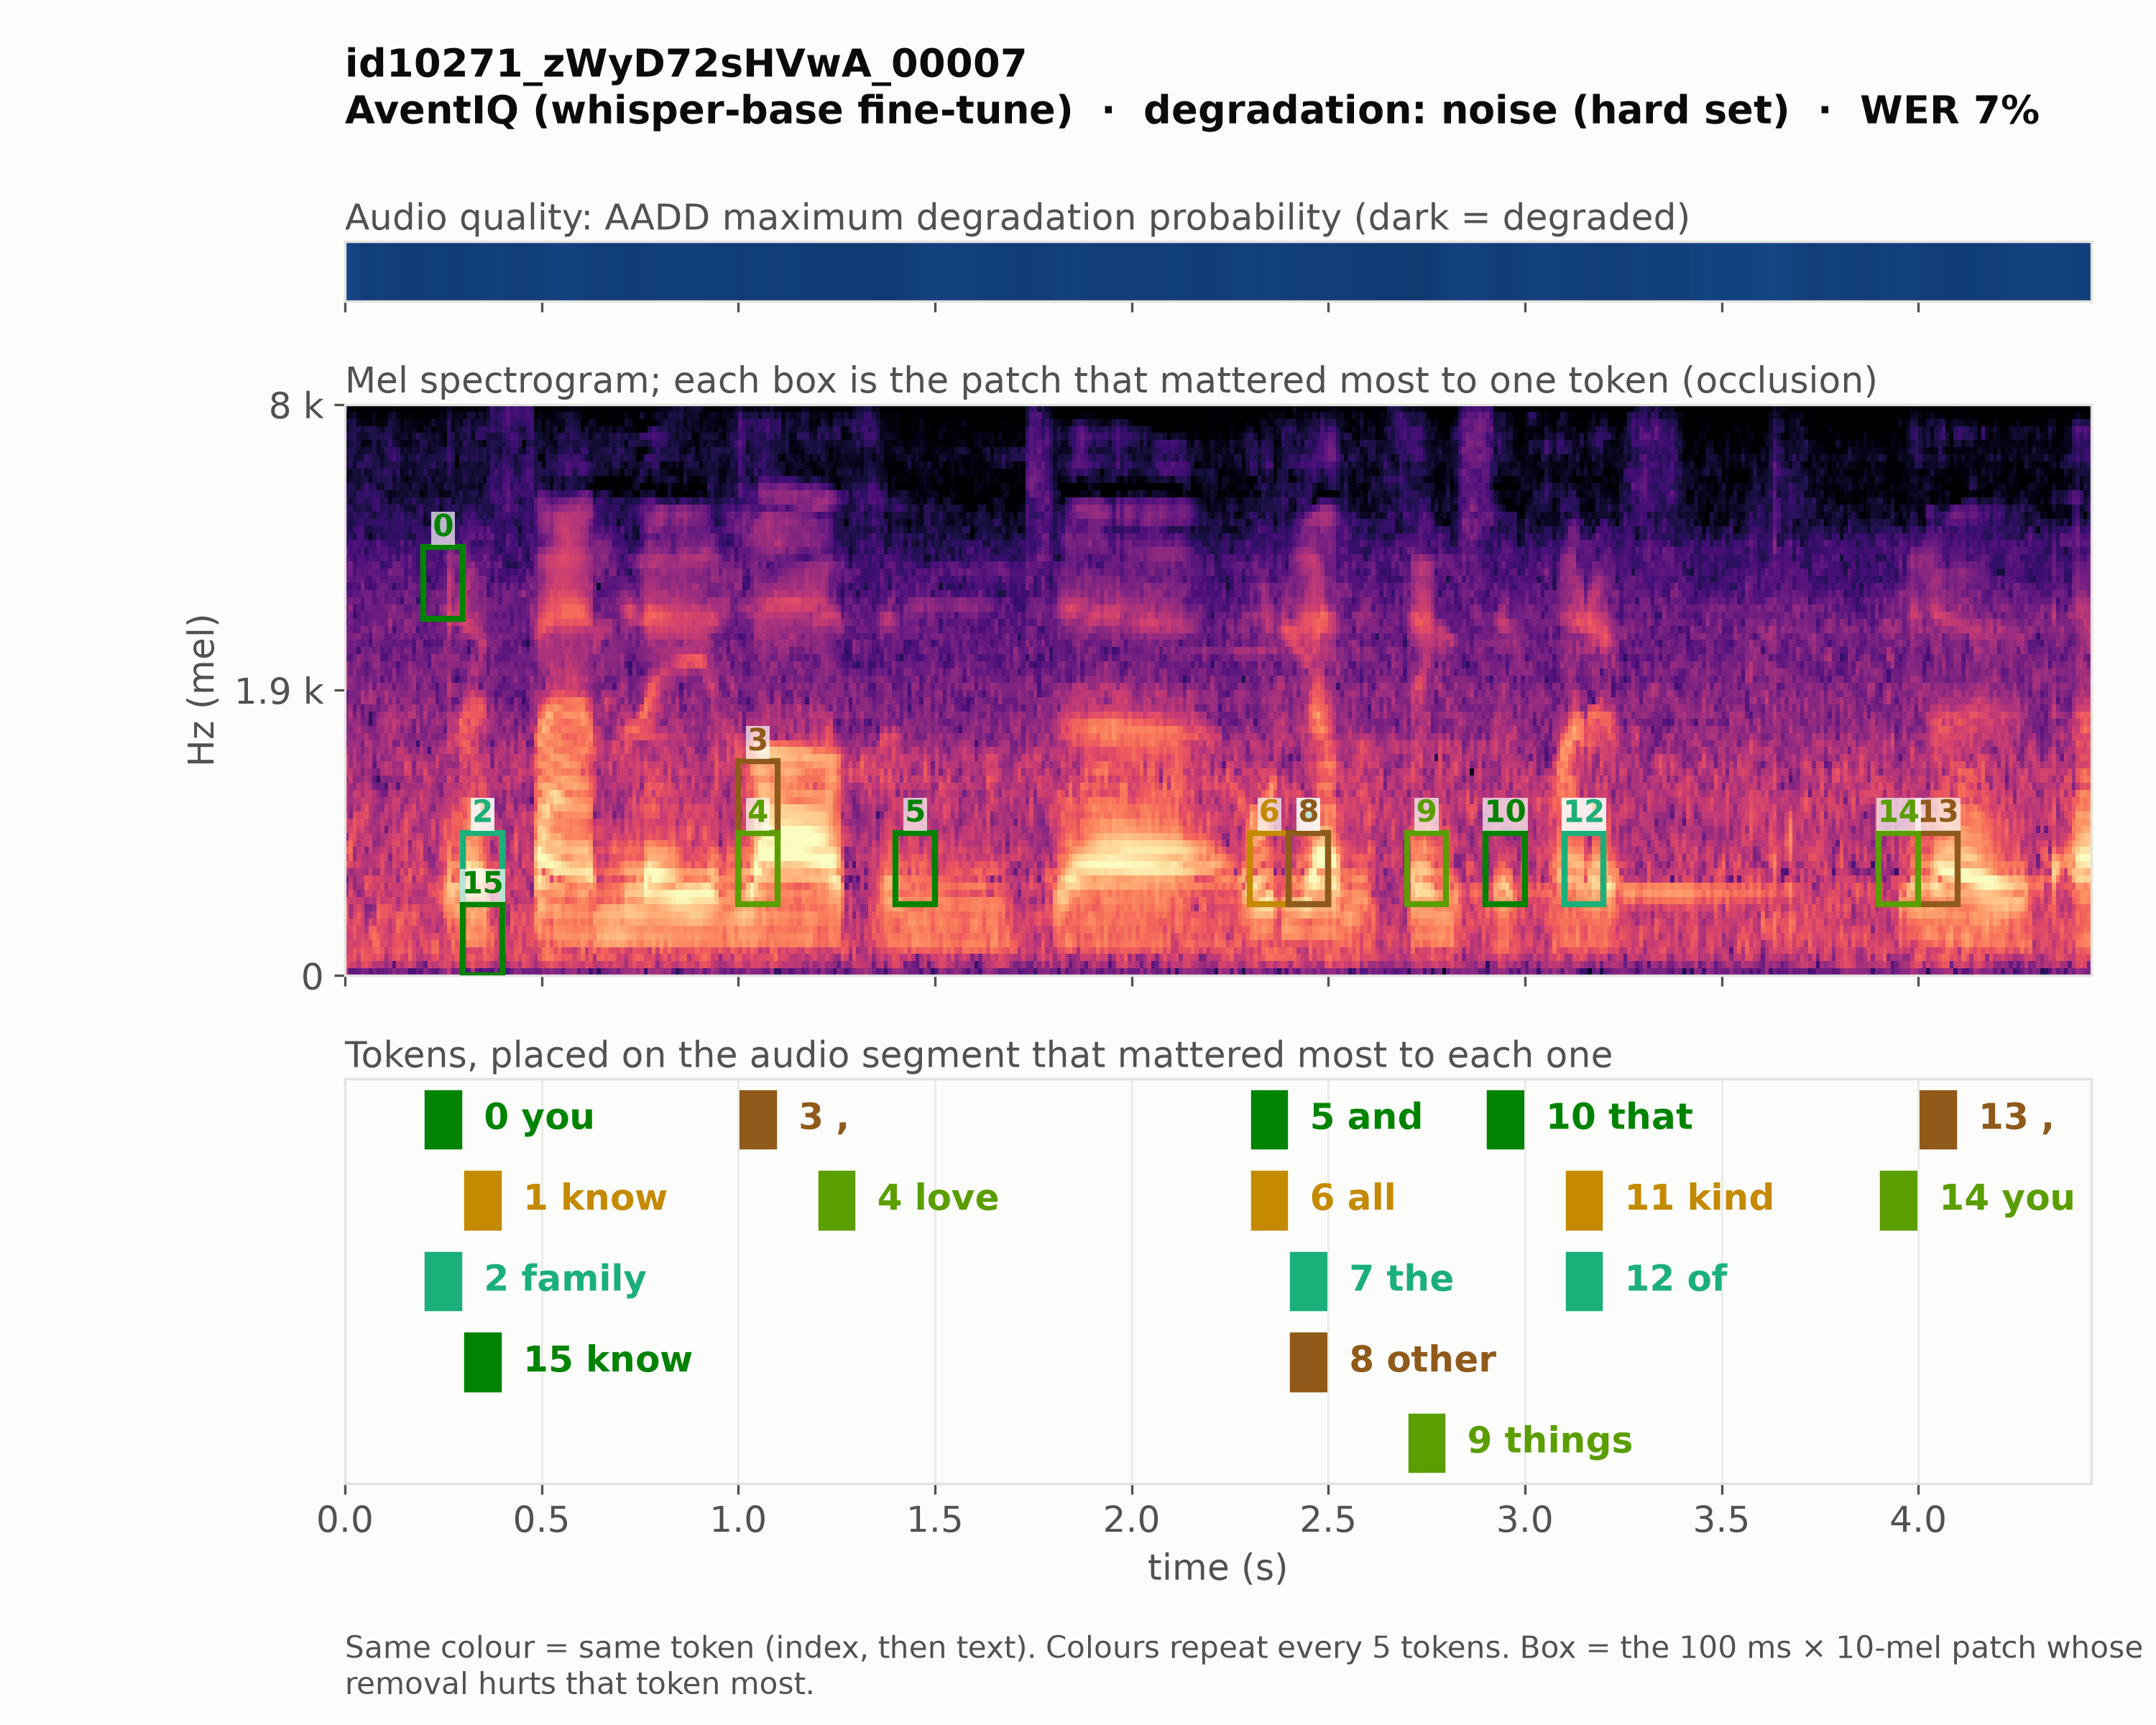 id10271_zWyD72sHVwA_00007
AventIQ (whisper-base fine-tune) · degradation: noise (hard set) · WER 7%
Audio quality: AADD maximum degradation probability (dark = degraded)
Mel spectrogram; each box is the patch that mattered most to one token (occlusion)
8 k
1.9 k
0
Hz (mel)
0
3
2
4
5
6
8
9
10
12
14
13
15
Tokens, placed on the audio segment that mattered most to each one
0 you
3 ,
5 and
10 that
13 ,
1 know
4 love
6 all
11 kind
14 you
2 family
7 the
12 of
15 know
8 other
9 things
0.0 0.5 1.0 1.5 2.0 2.5 3.0 3.5 4.0
time (s)
Same colour = same token (index, then text). Colours repeat every 5 tokens. Box = the 100 ms × 10-mel patch whose
removal hurts that token most.